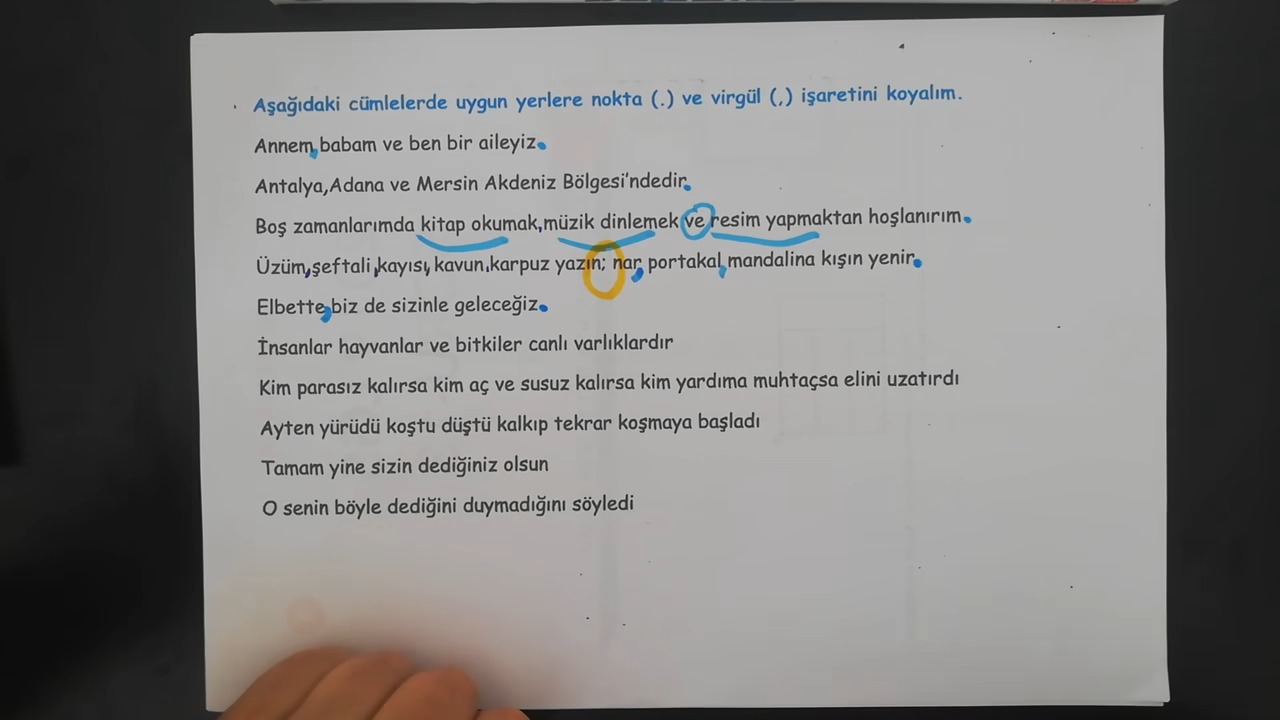 Aşağıdaki cümlelerde uygun yerlere nokta (.) ve virgül (,) işaretini koyalım.
Annem, babam ve ben bir aileyiz.
Antalya,Adana ve Mersin Akdeniz Bölgesi'ndedir.
Boş zamanlarımda kitap okumak,müzik dinlemek ve resim yapmaktan hoşlanırım.
Üzüm,şeftali,kayısı,kavun,karpuz yazın; nar, portakal, mandalina kışın yenir.
Elbette,biz de sizinle geleceğiz.
İnsanlar hayvanlar ve bitkiler canlı varlıklardır
Kim parasız kalırsa kim aç ve susuz kalırsa kim yardıma muhtaçsa elini uzatırdı
Ayten yürüdü koştu düştü kalkıp tekrar koşmaya başladı
Tamam yine sizin dediğiniz olsun
O senin böyle dediğini duymadığını söyledi